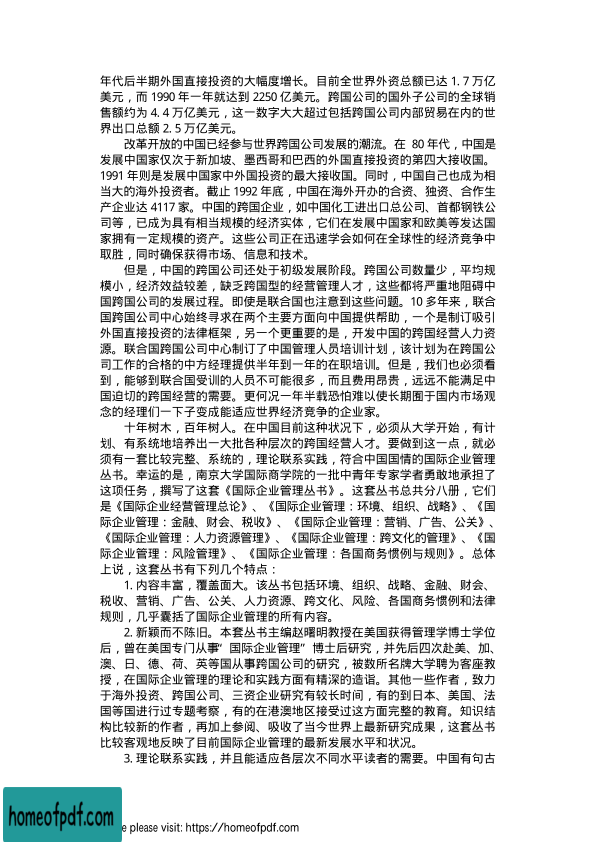 年代后半期外国直接投资的大幅度增长。目前全世界外资总额已达 1.7 万亿
美元，而 1990 年一年就达到 2250 亿美元。跨国公司的国外子公司的全球销
售额约为 4.4 万亿美元，这一数字大大超过包括跨国公司内部贸易在内的世
界出口总额 2.5 万亿美元。
改革开放的中国已经参与世界跨国公司发展的潮流。在 80 年代，中国是
发展中国家仅次于新加坡、墨西哥和巴西的外国直接投资的第四大接收国。
1991 年则是发展中国家中外国投资的最大接收国。同时，中国自己也成为相
当大的海外投资者。截止 1992 年底，中国在海外开办的合资、独资、合作生
产企业达 4117 家。中国的跨国企业，如中国化工进出口总公司、首都钢铁公
司等，已成为具有相当规模的经济实体，它们在发展中国家和欧美等发达国
家拥有一定规模的资产。这些公司正在迅速学会如何在全球性的经济竞争中
取胜，同时确保获得市场、信息和技术。
但是，中国的跨国公司还处于初级发展阶段。跨国公司数量少，平均规
模小，经济效益较差，缺乏跨国型的经营管理人才，这些都将严重地阻碍中
国跨国公司的发展过程。即使是联合国也注意到这些问题。10 多年来，联合
国跨国公司中心始终寻求在两个主要方面向中国提供帮助，一个是制订吸引
外国直接投资的法律框架，另一个更重要的是，开发中国的跨国经营人力资
源。联合国跨国公司中心制订了中国管理人员培训计划，该计划为在跨国公
司工作的合格的中方经理提供半年到一年的在职培训。但是，我们也必须看
到，能够到联合国受训的人员不可能很多，而且费用昂贵，远远不能满足中
国迫切的跨国经营的需要。更何况一年半载恐怕难以使长期囿于国内市场观
念的经理们一下子变成能适应世界经济竞争的企业家。
十年树木，百年树人。在中国目前这种状况下，必须从大学开始，有计
划、有系统地培养出一大批各种层次的跨国经营人才。要做到这一点，就必
须有一套比较完整、系统的，理论联系实践，符合中国国情的国际企业管理
丛书。幸运的是，南京大学国际商学院的一批中青年专家学者勇敢地承担了
这项任务，撰写了这套《国际企业管理丛书》。这套丛书总共分八册，它们
是《国际企业经营管理总论》、《国际企业管理：环境、组织、战略》、《国
际企业管理：金融、财会、税收》、《国际企业管理：营销、广告、公关》、
《国际企业管理：人力资源管理》、《国际企业管理：跨文化的管理》、《国
际企业管理：风险管理》、《国际企业管理：各国商务惯例与规则》。总体
上说，这套丛书有下列几个特点：
1.内容丰富，覆盖面大。该丛书包括环境、组织、战略、金融、财会、
税收、营销、广告、公关、人力资源、跨文化、风险、各国商务惯例和法律
规则，几乎囊括了国际企业管理的所有内容。
2.新颖而不陈旧。本套丛书主编赵曙明教授在美国获得管理学博士学位
后，曾在美国专门从事“国际企业管理”博士后研究，并先后四次赴美、加、
澳、日、德、荷、英等国从事跨国公司的研究，被数所名牌大学聘为客座教
授，在国际企业管理的理论和实践方面有精深的造诣。其他一些作者，致力
于海外投资、跨国公司、三资企业研究有较长时间，有的到日本、美国、法
国等国进行过专题考察，有的在港澳地区接受过这方面完整的教育。知识结
构比较新的作者，再加上参阅、吸收了当今世界上最新研究成果，这套丛书
比较客观地反映了目前国际企业管理的最新发展水平和状况。
3.理论联系实践，并且能适应各层次不同水平读者的需要。中国有句古
homeofpdf.com
e please visit: https://homeofpdf.com